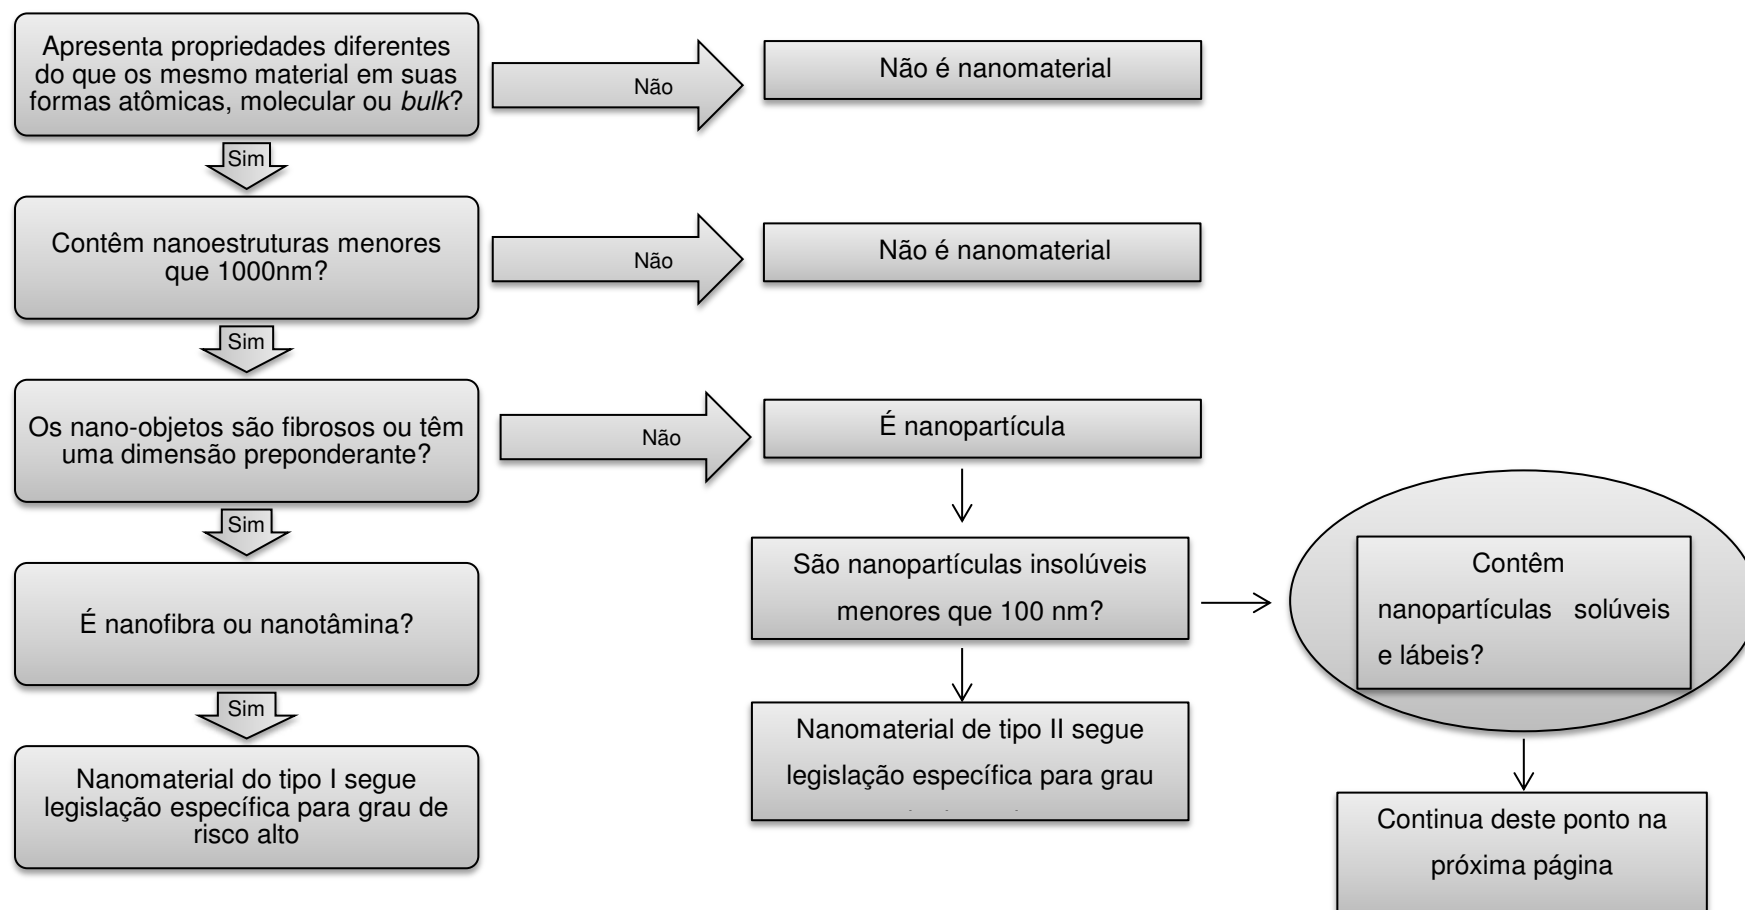 Apresenta propriedades diferentes
do que os mesmo material em suas
formas atômicas, molecular ou bulk?
Não
Não é nanomaterial
Sim
Contêm nanoestruturas menores
que 1000nm?
Não
Não é nanomaterial
Sim
Os nano-objetos são fibrosos ou têm
uma dimensão preponderante?
Não
É nanopartícula
Sim
É nanofibra ou nanotâmina?
São nanopartículas insolúveis
menores que 100 nm?
Contêm
nanopartículas solúveis
e lábeis?
Sim
Nanomaterial do tipo I segue
legislação específica para grau de
risco alto
Nanomaterial de tipo II segue
legislação específica para grau
Continua deste ponto na
próxima página